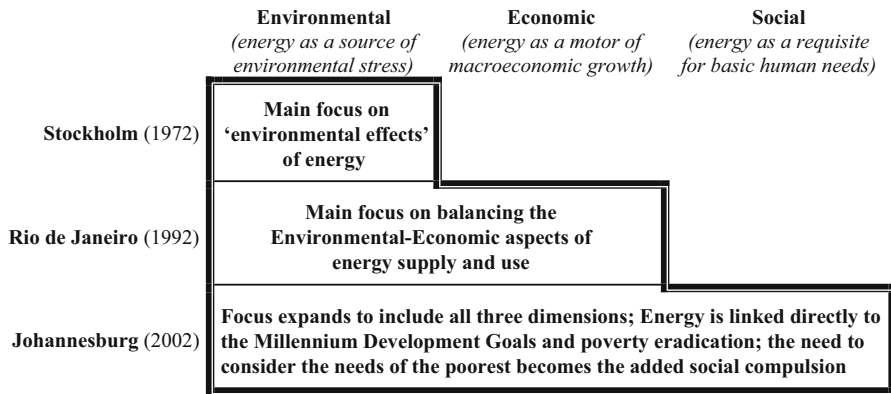 Environmental
(energy as a source of
environmental stress)
Economic
(energy as a motor of
macroeconomic growth)
Social
(energy as a requisite
for basic human needs)
Stockholm (1972)
Main focus on
‘environmental effects’
of energy
Rio de Janeiro (1992)
Main focus on balancing the
Environmental-Economic aspects of
energy supply and use
Johannesburg (2002)
Focus expands to include all three dimensions; Energy is linked directly to
the Millennium Development Goals and poverty eradication; the need to
consider the needs of the poorest becomes the added social compulsion